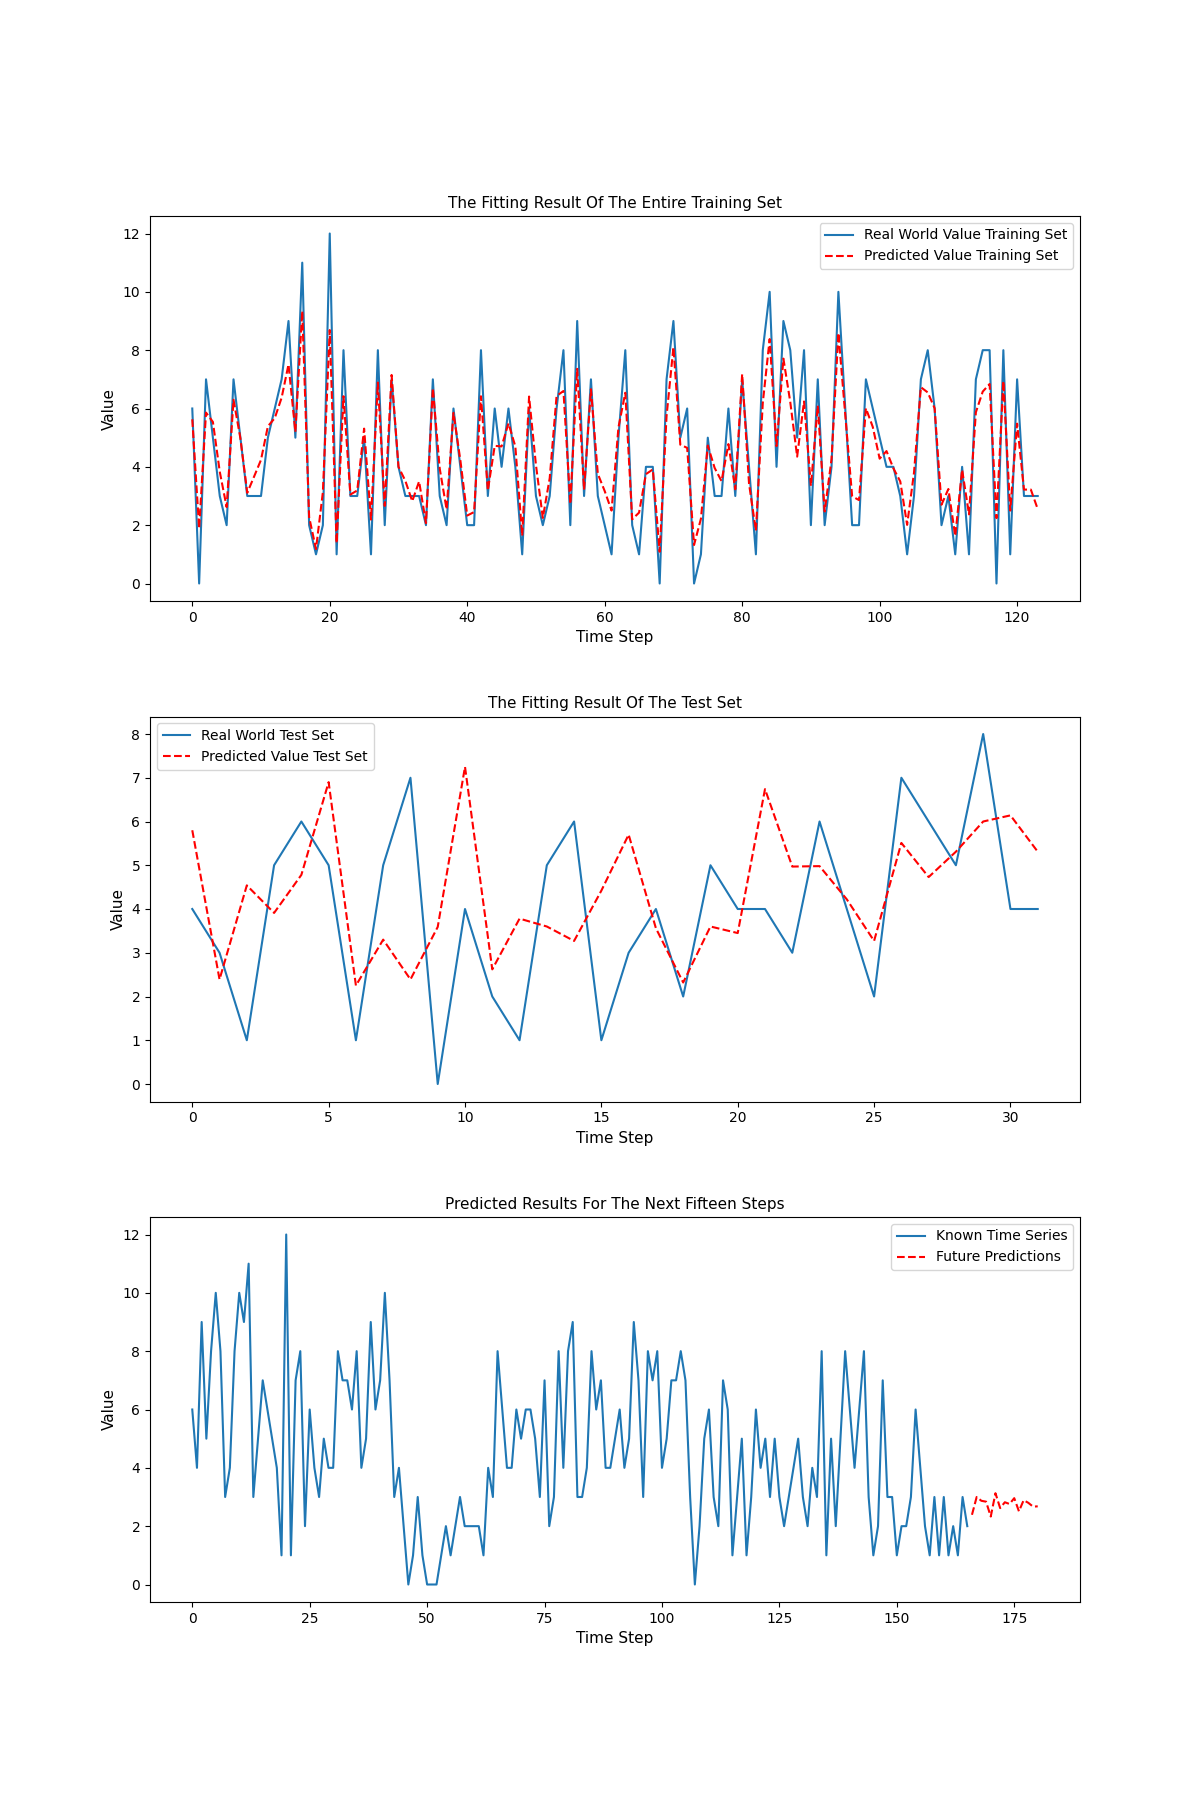 The Fitting Result Of The Entire Training Set
Real World Value Training Set
Predicted Value Training Set
Value
12
10
8
6
4
2
0
0 20 40 60 80 100 120
Time Step
The Fitting Result Of The Test Set
Real World Test Set
Predicted Value Test Set
Value
8
7
6
5
4
3
2
1
0
0 5 10 15 20 25 30
Time Step
Predicted Results For The Next Fifteen Steps
Known Time Series
Future Predictions
Value
12
10
8
6
4
2
0
0 25 50 75 100 125 150 175
Time Step